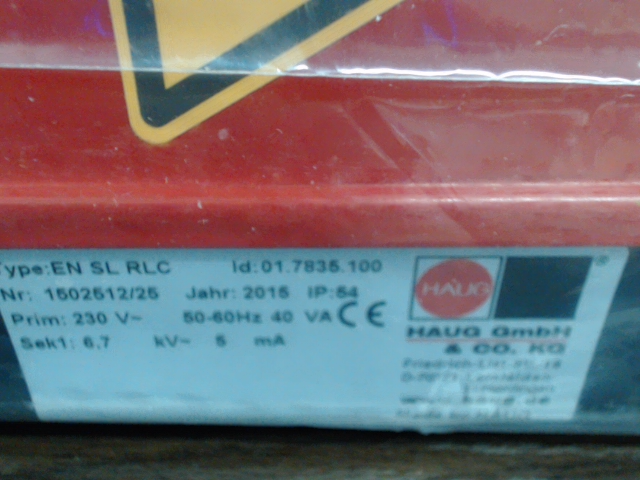 Type:EN SL RLC Id:01.7835.100
Nr: 1502512/25 Jahr: 2015 IP:54
Prim: 230 V~ 50-60Hz 40 VA CE
Sek1: 6,7 kV~ 5 mA
HAUG
®
HAUG GmbH
& CO. KG